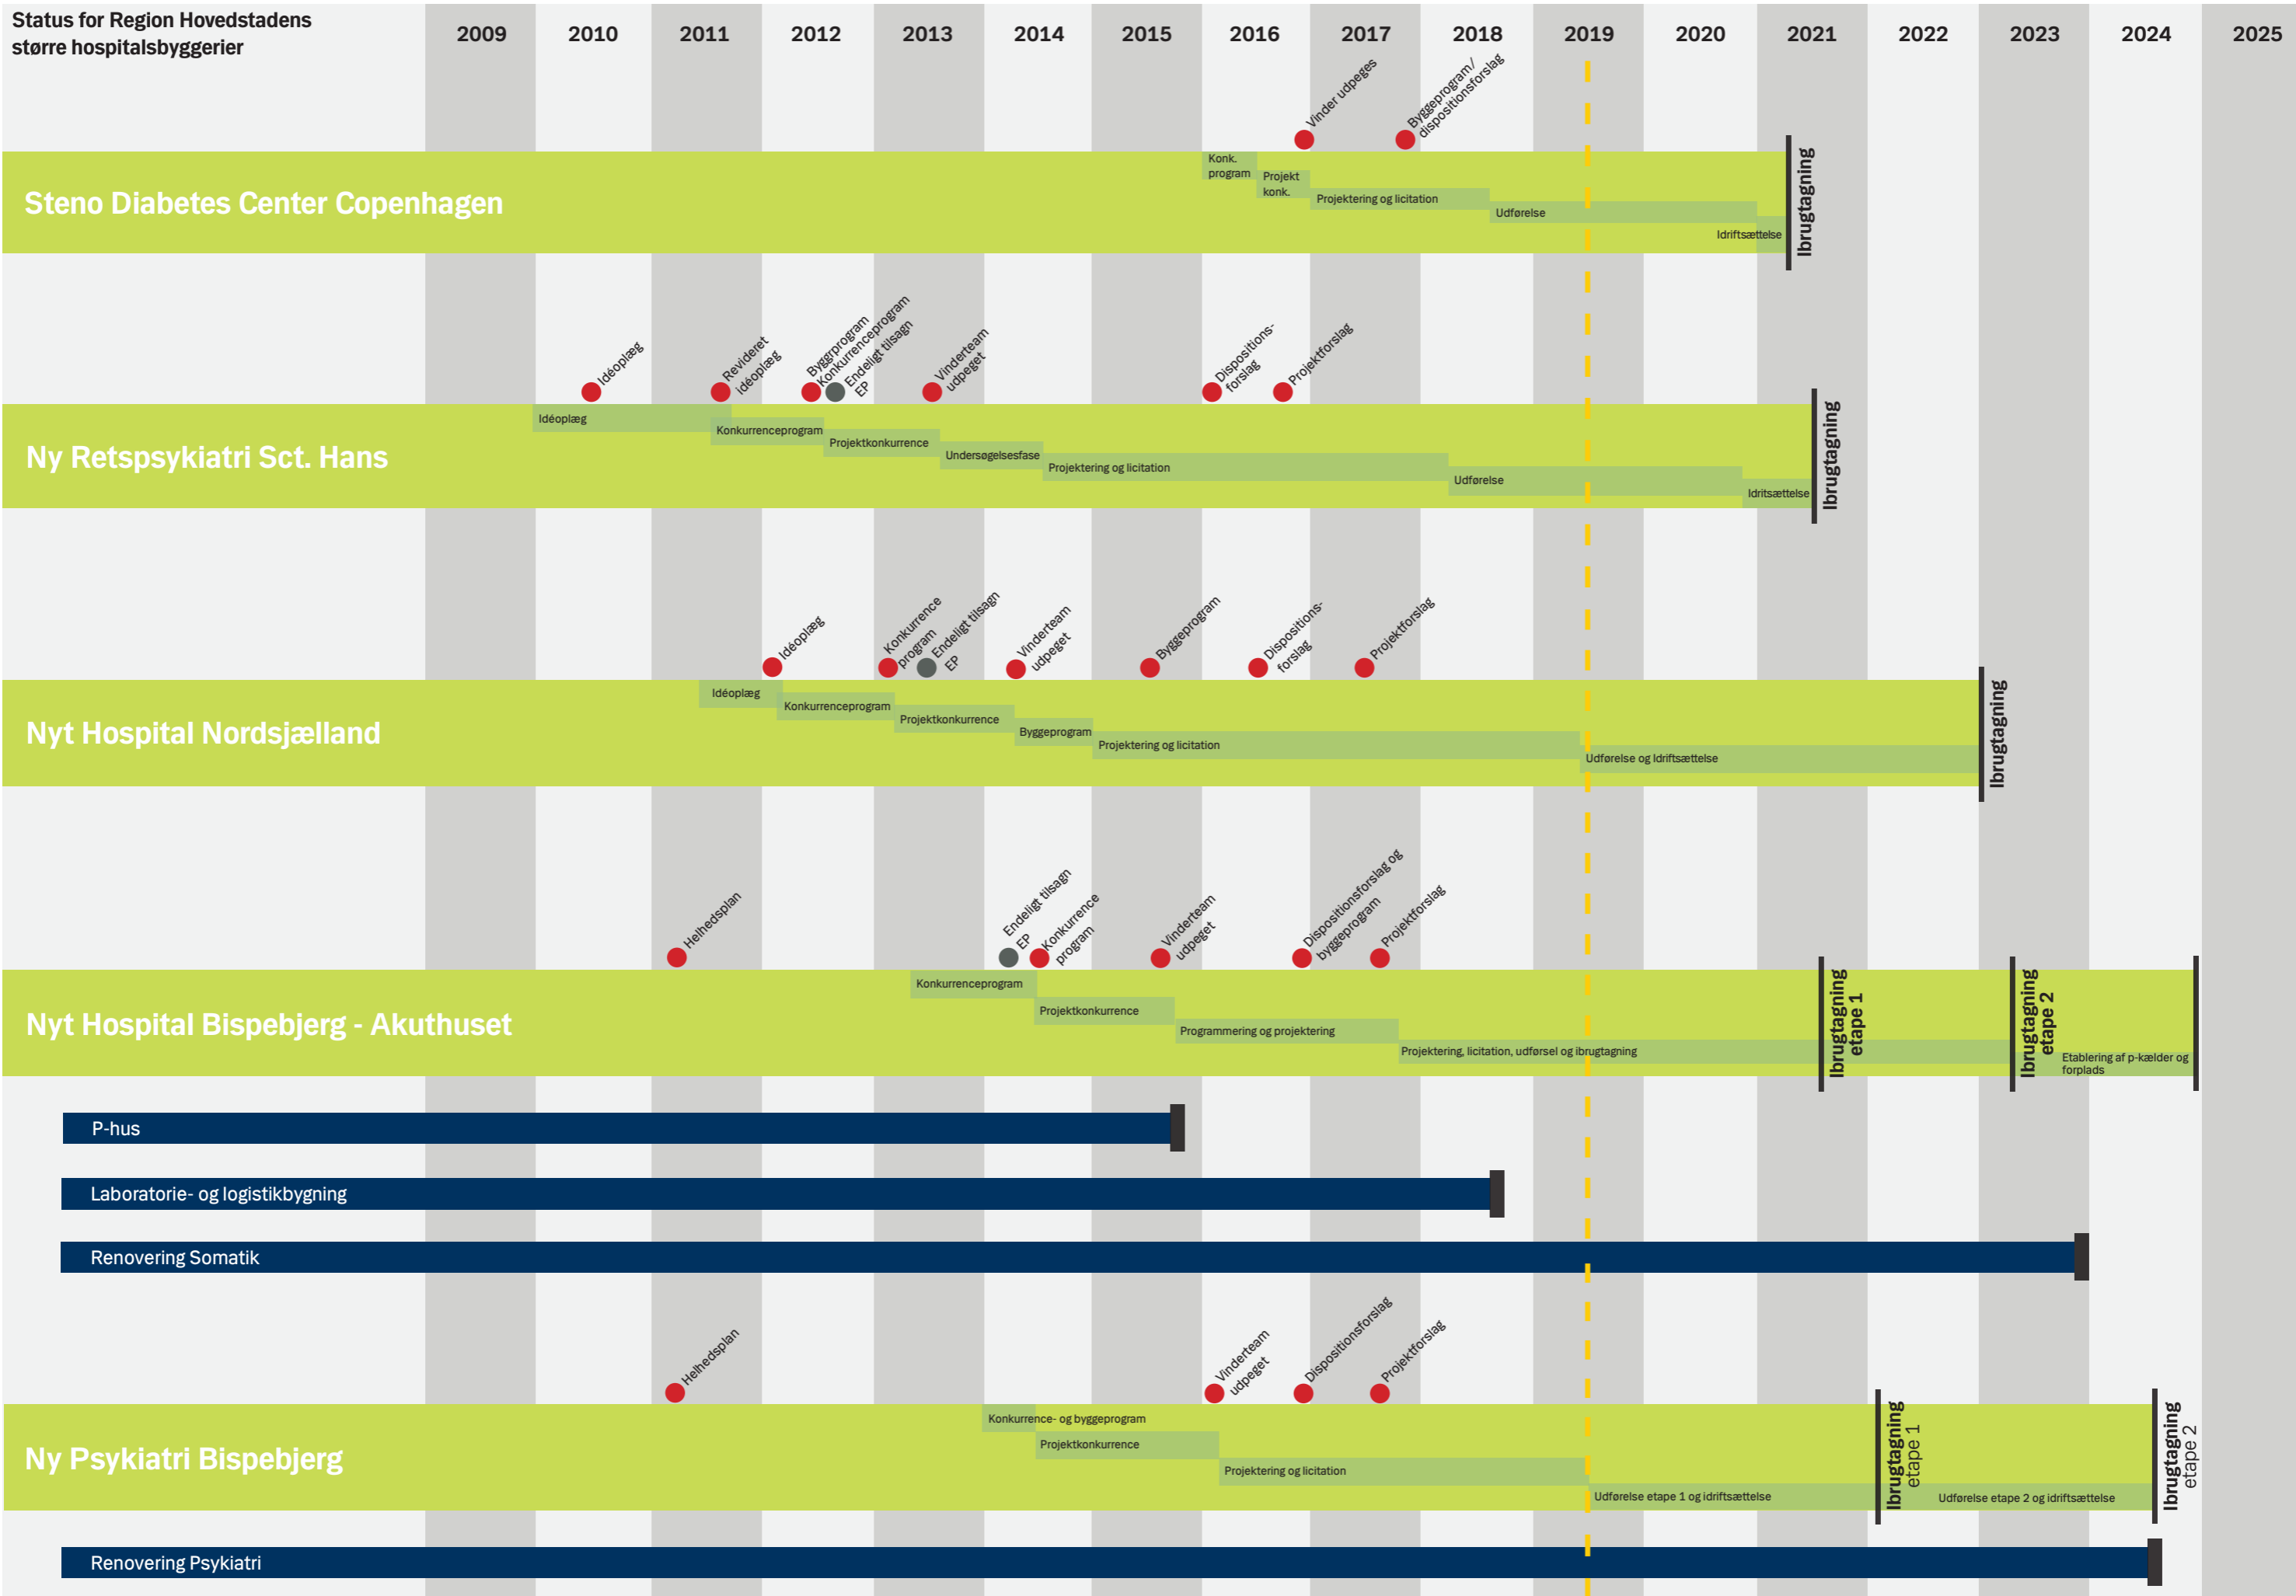 Status for Region Hovedstadens
større hospitalsbyggerier
2009 2010 2011 2012 2013 2014 2015 2016 2017 2018 2019 2020 2021 2022 2023 2024 2025
Vinder udpeges
Byggeprogram/
dispositionsforslag
Steno Diabetes Center Copenhagen
Konk.
program
Projekt
konk.
Projektering og licitation
Udførelse
Idriftsættelse
Ibrugtagning
Idéoplæg
Revideret
idéoplæg
Byggrprogram
Konkurrenceprogram
Endeligt tilsagn
EP
Vinderteam
udpeget
Dispositions-
forslag
Projektforslag
Ny Retspsykiatri Sct. Hans
Idéoplæg
Konkurrenceprogram
Projektkonkurrence
Undersøgelsesfase
Projektering og licitation
Udførelse
Idritsættelse
Ibrugtagning
Idéoplæg
Konkurrence
program
Endeligt tilsagn
EP
Vinderteam
udpeget
Byggeprogram
Dispositions-
forslag
Projektforslag
Nyt Hospital Nordsjælland
Idéoplæg
Konkurrenceprogram
Projektkonkurrence
Byggeprogram
Projektering og licitation
Udførelse og Idriftsættelse
Ibrugtagning
Helhedsplan
Endeligt tilsagn
EP
Konkurrence
program
Vinderteam
udpeget
Dispositionsforslag og
byggeprogram
Projektforslag
Nyt Hospital Bispebjerg - Akuthuset
Konkurrenceprogram
Projektkonkurrence
Programmering og projektering
Projektering, licitation, udførsel og ibrugtagning
Ibrugtagning
etape 1
Ibrugtagning
etape 2
Etablering af p-kælder og
forplads
P-hus
Laboratorie- og logistikbygning
Renovering Somatik
Helhedsplan
Vinderteam
udpeget
Dispositionsforslag
Projektforslag
Ny Psykiatri Bispebjerg
Konkurrence- og byggeprogram
Projektkonkurrence
Projektering og licitation
Udførelse etape 1 og idriftsættelse
Ibrugtagning
etape 1
Udførelse etape 2 og idriftsættelse
Ibrugtagning
etape 2
Renovering Psykiatri